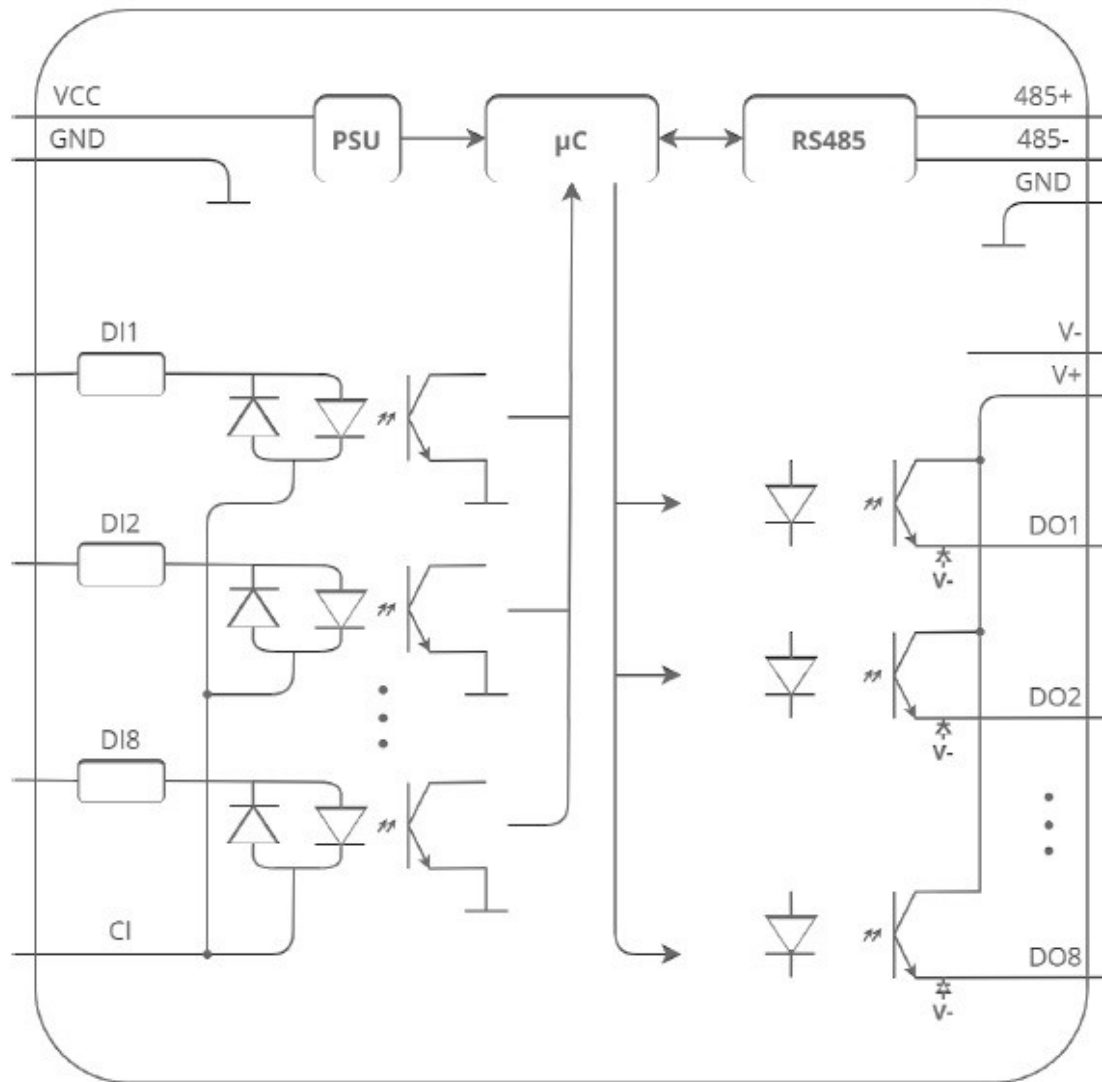 VCC
GND
PSU
µC
RS485
485+
485-
GND
DI1
V-
V+
DI2
DO1
V-
DO2
V-
DI8
CI
DO8
V-